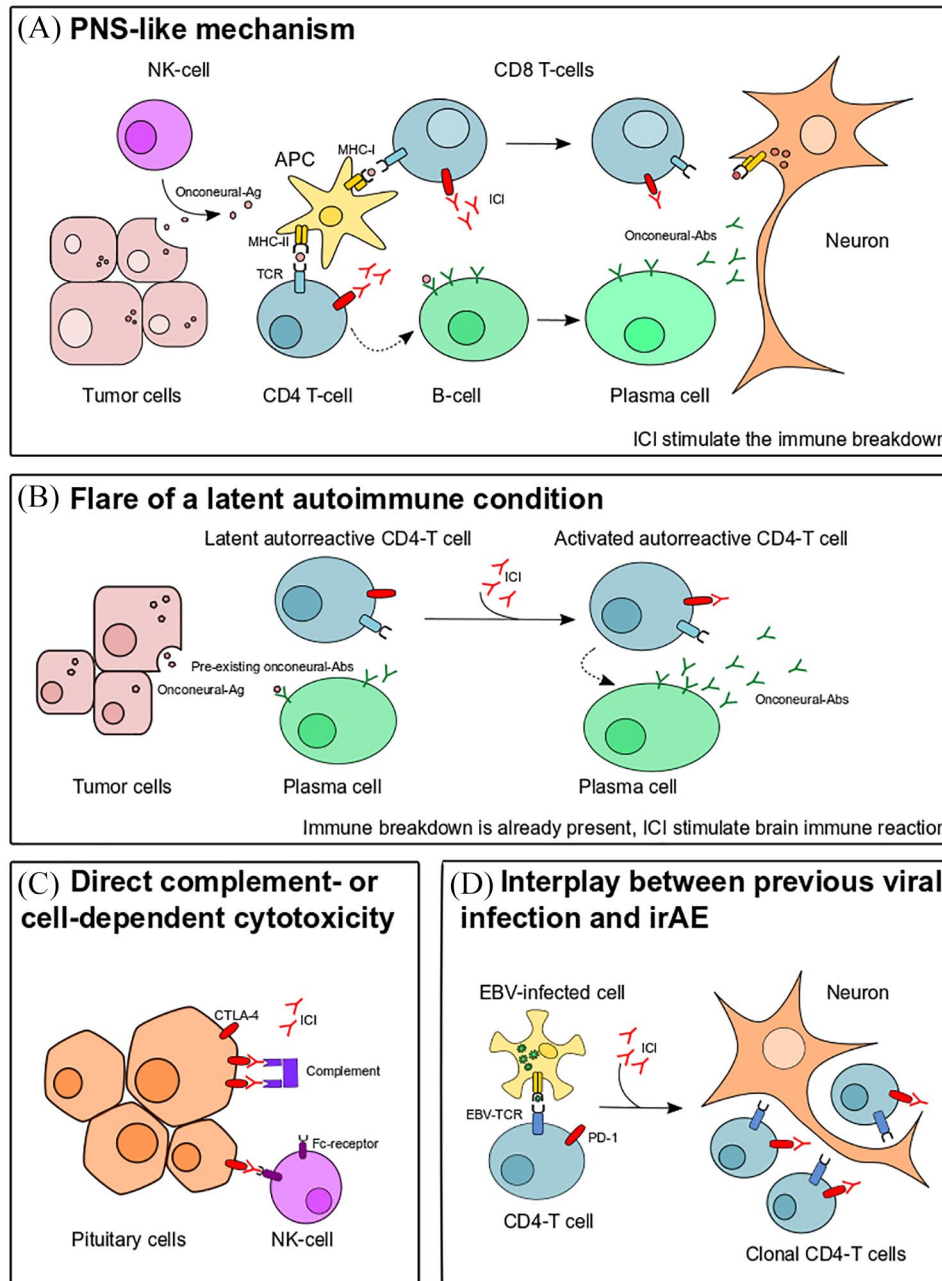 (A) PNS-like mechanism
NK-cell
CD8 T-cells
APC
MHC-I
Onconeural-Ag
ICI
MHC-II
TCR
Onconeural-Abs
Neuron
Tumor cells
CD4 T-cell
B-cell
Plasma cell
ICI stimulate the immune breakdown
(B) Flare of a latent autoimmune condition
Latent autorreactive CD4-T cell
Activated autorreactive CD4-T cell
ICI
Pre-existing onconeural-Abs
Onconeural-Ag
Onconeural-Abs
Tumor cells
Plasma cell
Plasma cell
Immune breakdown is already present, ICI stimulate brain immune reaction
(C) Direct complement- or
cell-dependent cytotoxicity
CTLA-4
ICI
Complement
Fc-receptor
Pituitary cells
NK-cell
(D) Interplay between previous viral
infection and irAE
EBV-infected cell
Neuron
ICI
EBV-TCR
PD-1
CD4-T cell
Clonal CD4-T cells